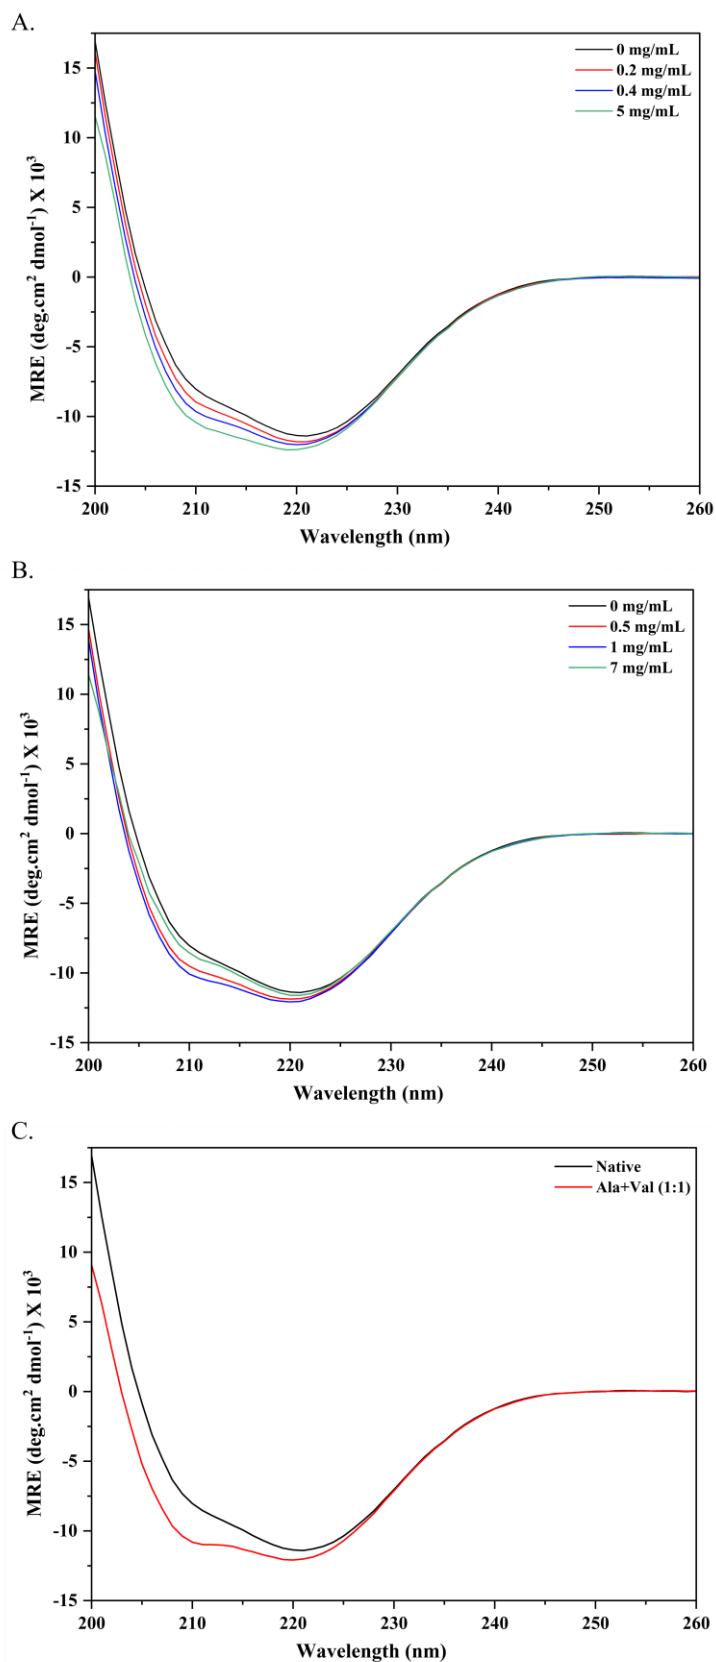 A.
0 mg/mL
0.2 mg/mL
0.4 mg/mL
5 mg/mL
15
10
5
0
-5
-10
-15
MRE (deg.cm² dmol⁻¹) X 10³
200 210 220 230 240 250 260
Wavelength (nm)
B.
0 mg/mL
0.5 mg/mL
1 mg/mL
7 mg/mL
15
10
5
0
-5
-10
-15
MRE (deg.cm² dmol⁻¹) X 10³
200 210 220 230 240 250 260
Wavelength (nm)
C.
Native
Ala+Val (1:1)
15
10
5
0
-5
-10
-15
MRE (deg.cm² dmol⁻¹) X 10³
200 210 220 230 240 250 260
Wavelength (nm)